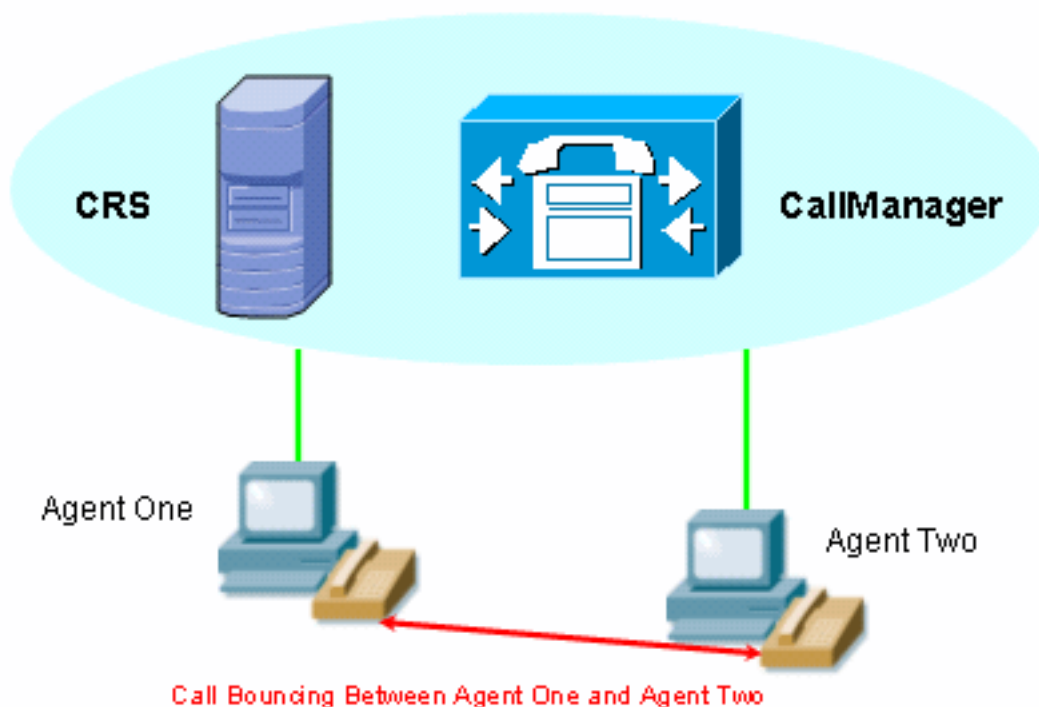 CRS
CallManager
Agent One
Agent Two
Call Bouncing Between Agent One and Agent Two